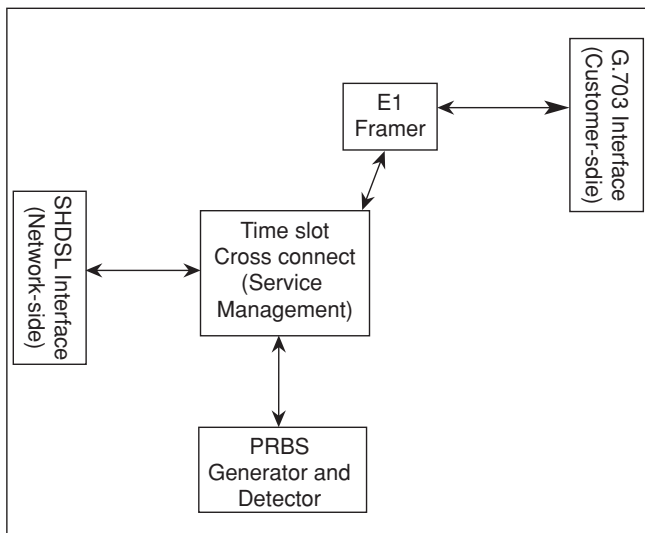 E1
Framer
G.703 Interface
(Customer-sdie)
SHDSL Interface
(Network-side)
Time slot
Cross connect
(Service
Management)
PRBS
Generator and
Detector